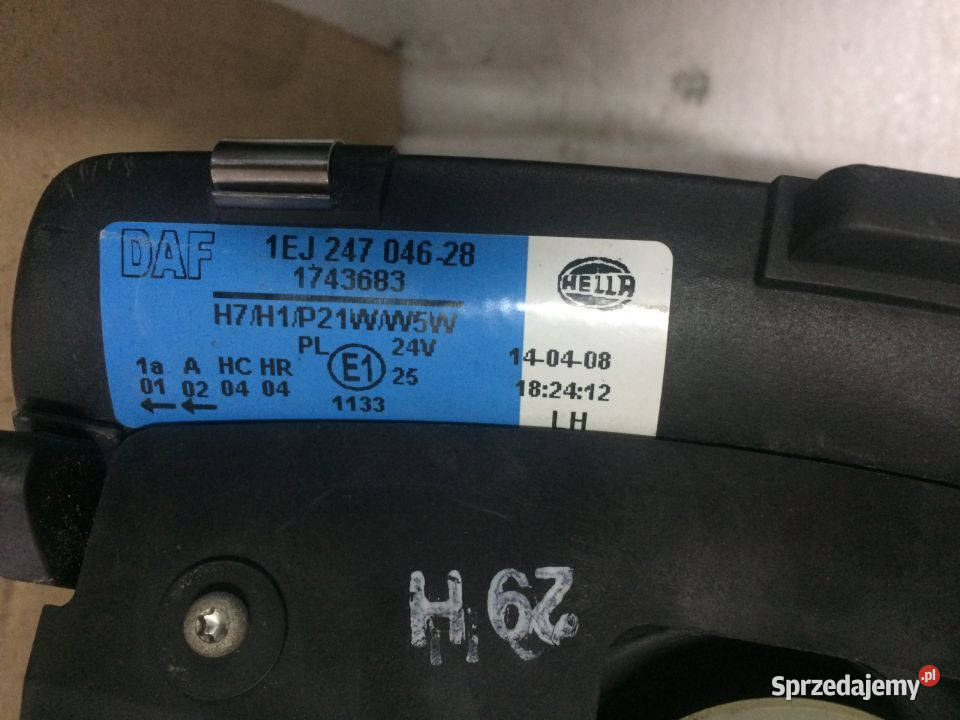 DAF
1EJ 247 046-28
1743683
H7/H1/P21W/W5W
PL
24V
E1
25
1133
1a A HC HR
01 02 04 04
HELLA
14-04-08
18:24:12
LH
H 62
Sprzedajemy.pl